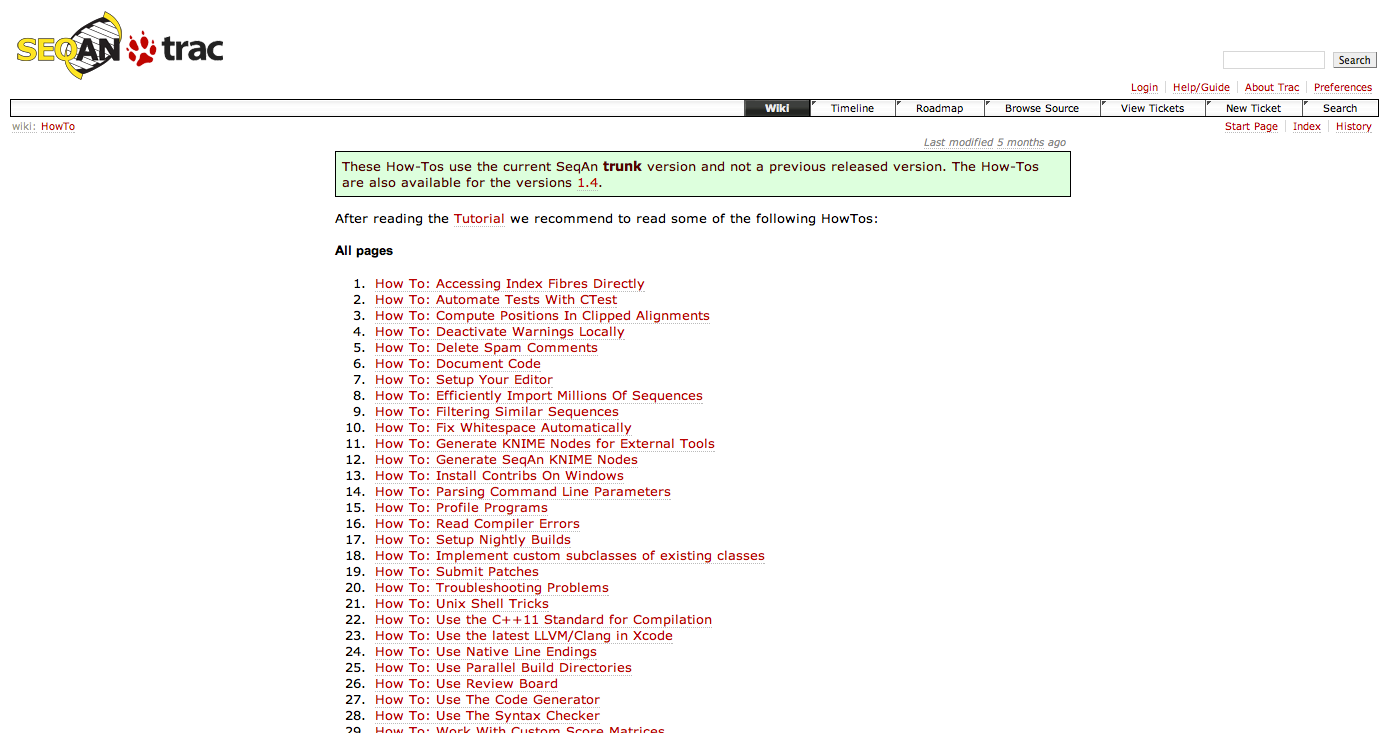 SEQAN trac
Search
Login Help/Guide About Trac Preferences
Wiki Timeline Roadmap Browse Source View Tickets New Ticket Search
wiki: HowTo Start Page Index History
Last modified 5 months ago
These How-Tos use the current SeqAn trunk version and not a previous released version. The How-Tos
are also available for the versions 1.4.
After reading the Tutorial we recommend to read some of the following HowTos:
All pages
1. How To: Accessing Index Fibres Directly
2. How To: Automate Tests With CTest
3. How To: Compute Positions In Clipped Alignments
4. How To: Deactivate Warnings Locally
5. How To: Delete Spam Comments
6. How To: Document Code
7. How To: Setup Your Editor
8. How To: Efficiently Import Millions Of Sequences
9. How To: Filtering Similar Sequences
10. How To: Fix Whitespace Automatically
11. How To: Generate KNIME Nodes for External Tools
12. How To: Generate SeqAn KNIME Nodes
13. How To: Install Contribs On Windows
14. How To: Parsing Command Line Parameters
15. How To: Profile Programs
16. How To: Read Compiler Errors
17. How To: Setup Nightly Builds
18. How To: Implement custom subclasses of existing classes
19. How To: Submit Patches
20. How To: Troubleshooting Problems
21. How To: Unix Shell Tricks
22. How To: Use the C++11 Standard for Compilation
23. How To: Use the latest LLVM/Clang in Xcode
24. How To: Use Native Line Endings
25. How To: Use Parallel Build Directories
26. How To: Use Review Board
27. How To: Use The Code Generator
28. How To: Use The Syntax Checker
29. How To: Work With Custom Score Matrices